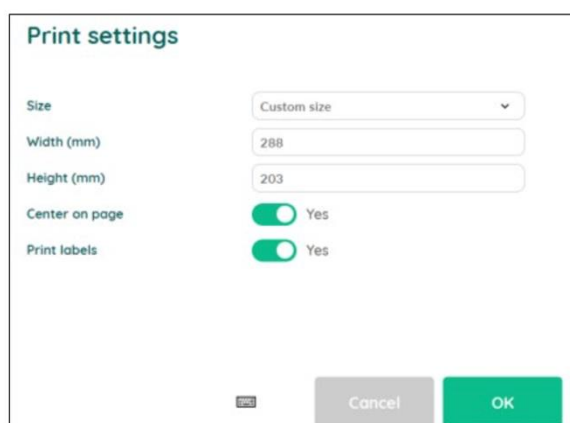 Print settings
Size Custom size
Width (mm) 288
Height (mm) 203
Center on page Yes
Print labels Yes
Cancel OK